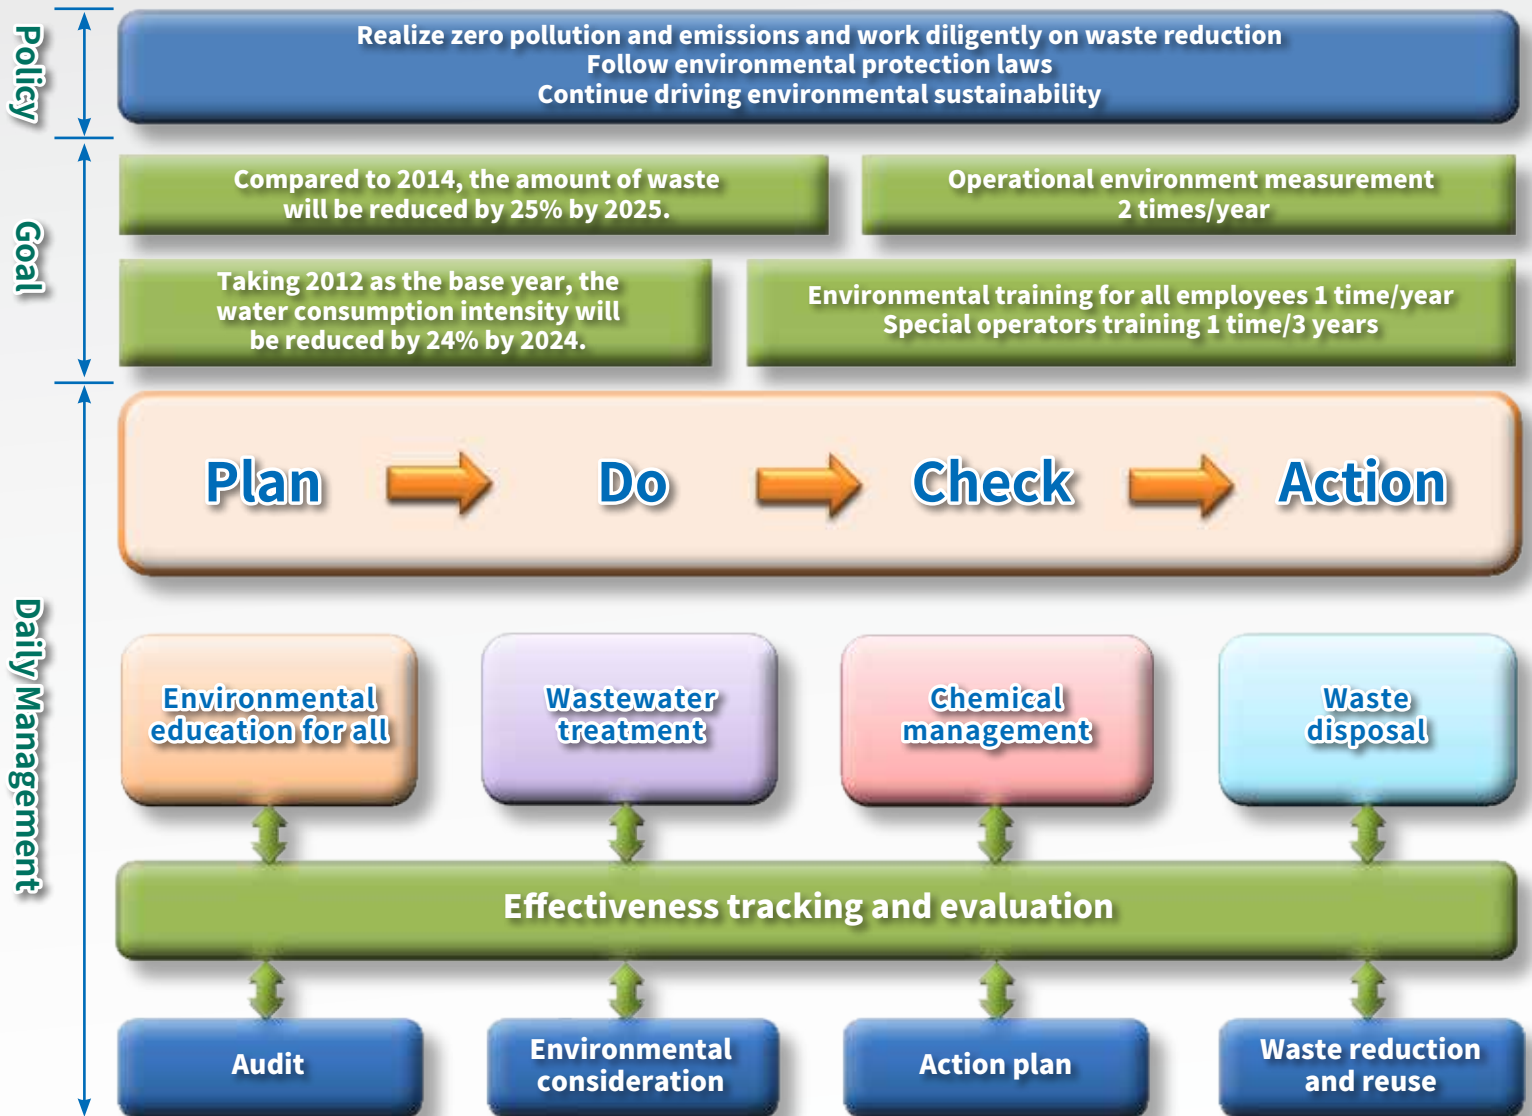 Policy
Realize zero pollution and emissions and work diligently on waste reduction
Follow environmental protection laws
Continue driving environmental sustainability
Goal
Compared to 2014, the amount of waste
will be reduced by 25% by 2025.
Operational environment measurement
2 times/year
Taking 2012 as the base year, the
water consumption intensity will
be reduced by 24% by 2024.
Environmental training for all employees 1 time/year
Special operators training 1 time/3 years
Daily Management
Plan
Do
Check
Action
Environmental
education for all
Wastewater
treatment
Chemical
management
Waste
disposal
Effectiveness tracking and evaluation
Audit
Environmental
consideration
Action plan
Waste reduction
and reuse